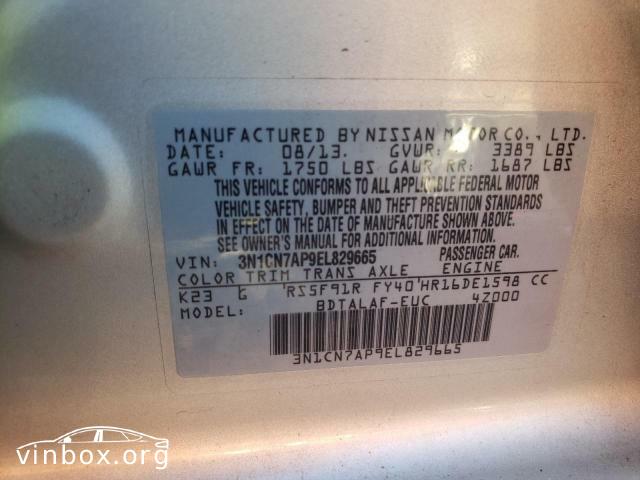 MANUFACTURED BY NISSAN MOTOR CO., LTD.
DATE: 08/13. GVWR: 3389 LBS
GAWR FR: 1750 LBS GAWR RR: 1687 LBS
THIS VEHICLE CONFORMS TO ALL APPLICABLE FEDERAL MOTOR
VEHICLE SAFETY, BUMPER AND THEFT PREVENTION STANDARDS
IN EFFECT ON THE DATE OF MANUFACTURE SHOWN ABOVE.
SEE OWNER'S MANUAL FOR ADDITIONAL INFORMATION.
VIN: 3N1CN7AP9EL829665 PASSENGER CAR.
COLOR TRIM TRANS AXLE ENGINE
K23 G RS5F91R FY40 HR16DE1598 CC
MODEL: BDTALAF-EUC 4Z000
3N1CN7AP9EL829665
vinbox.org